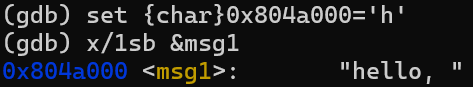 (gdb) set {char}0x804a000='h'
(gdb) x/1sb &msg1
0x804a000 <msg1>:       "hello, "